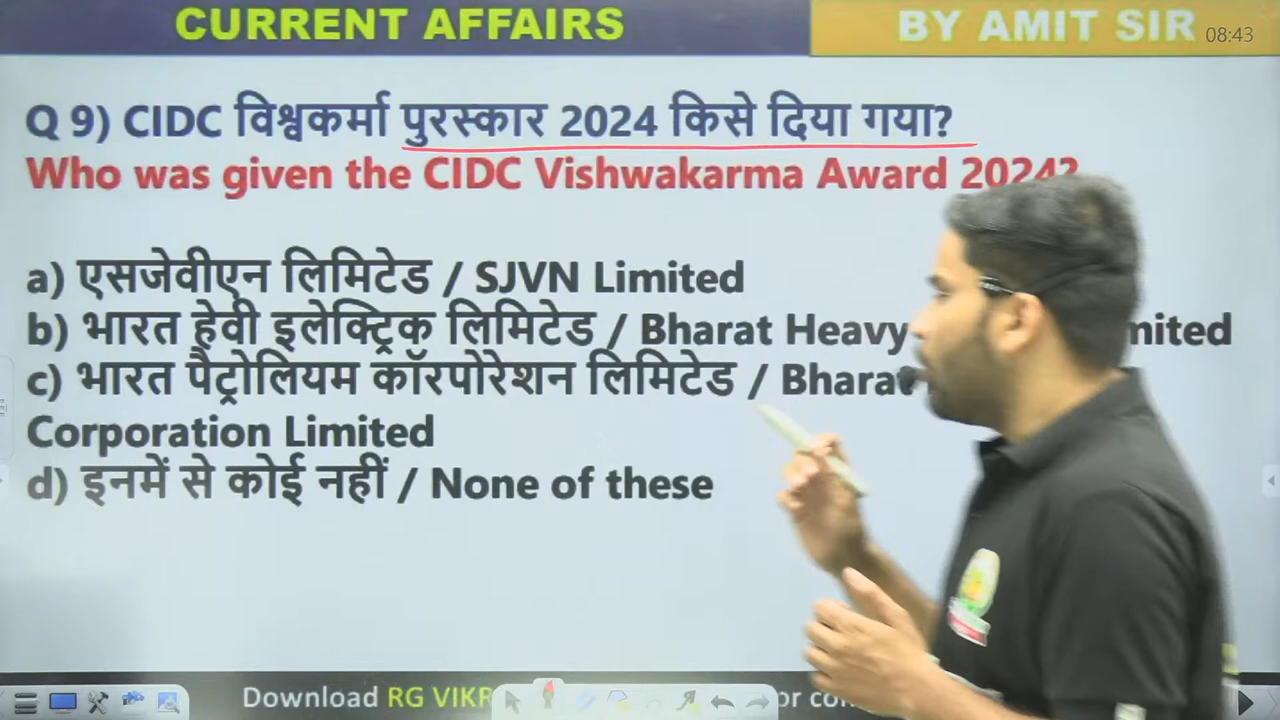 CURRENT AFFAIRS
BY AMIT SIR
08:43
Q 9) CIDC विश्वकर्मा पुरस्कार 2024 किसे दिया गया?
Who was given the CIDC Vishwakarma Award 2024?
a) एसजेवीएन लिमिटेड / SJVN Limited
b) भारत हेवी इलेक्ट्रिक लिमिटेड / Bharat Heavy
c) भारत पैट्रोलियम कॉरपोरेशन लिमिटेड / Bharat
Corporation Limited
d) इनमें से कोई नहीं / None of these
Download RG